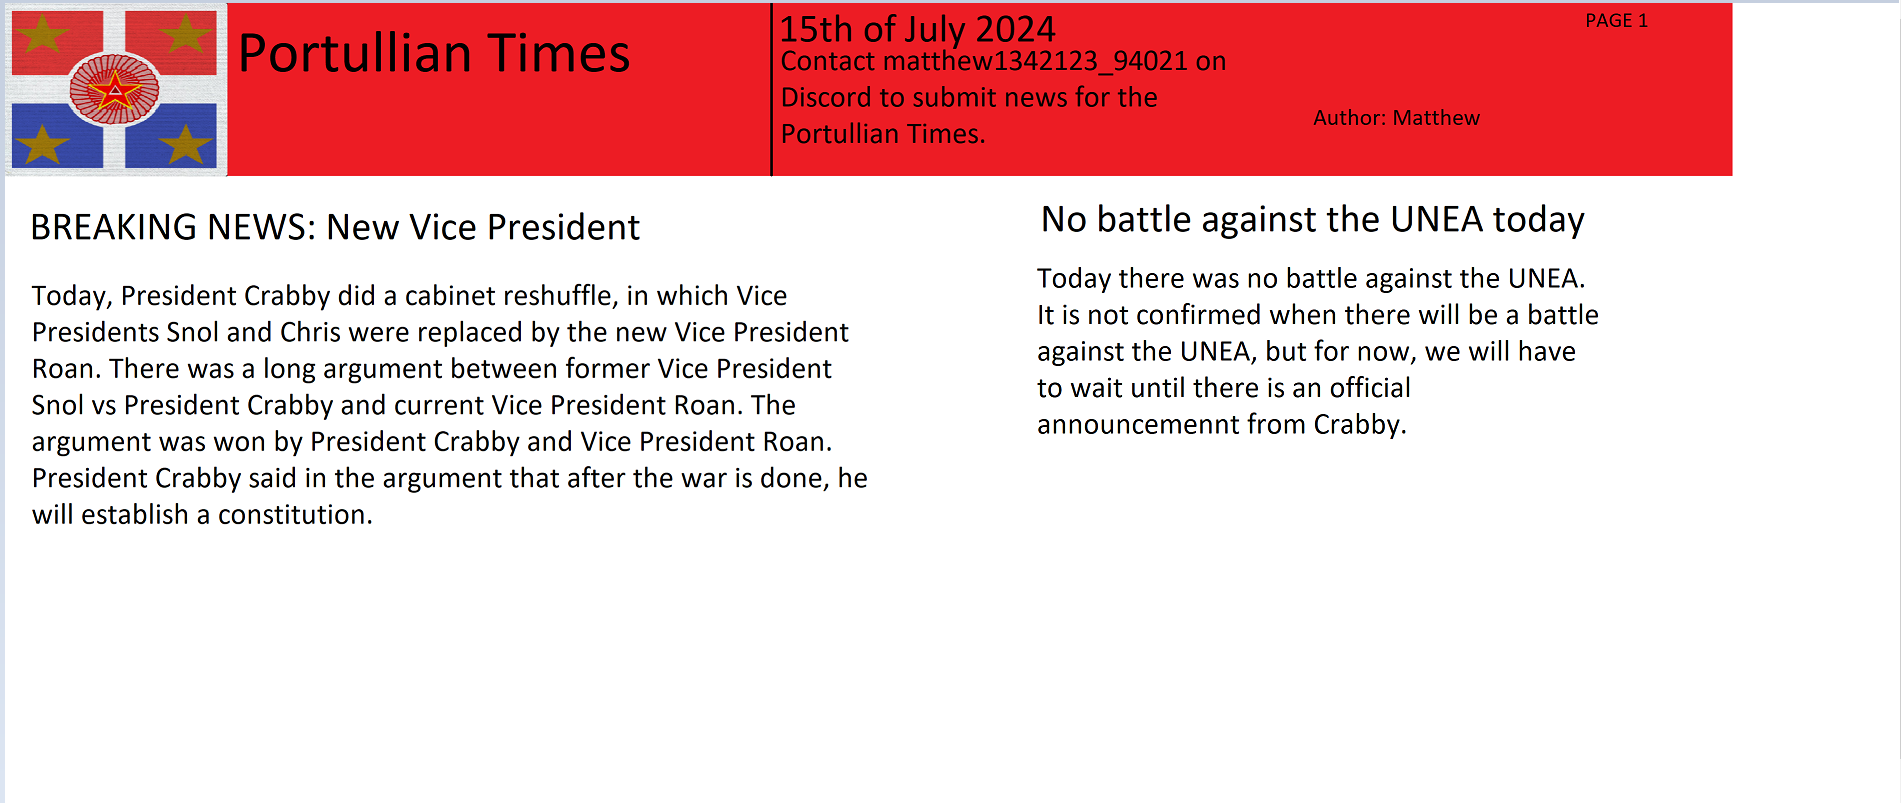 Portullian Times
15th of July 2024
Contact matthew1342123_94021 on
Discord to submit news for the
Portullian Times.
Author: Matthew
PAGE 1
BREAKING NEWS: New Vice President
Today, President Crabby did a cabinet reshuffle, in which Vice
Presidents Snol and Chris were replaced by the new Vice President
Roan. There was a long argument between former Vice President
Snol vs President Crabby and current Vice President Roan. The
argument was won by President Crabby and Vice President Roan.
President Crabby said in the argument that after the war is done, he
will establish a constitution.
No battle against the UNEA today
Today there was no battle against the UNEA.
It is not confirmed when there will be a battle
against the UNEA, but for now, we will have
to wait until there is an official
announcemennt from Crabby.